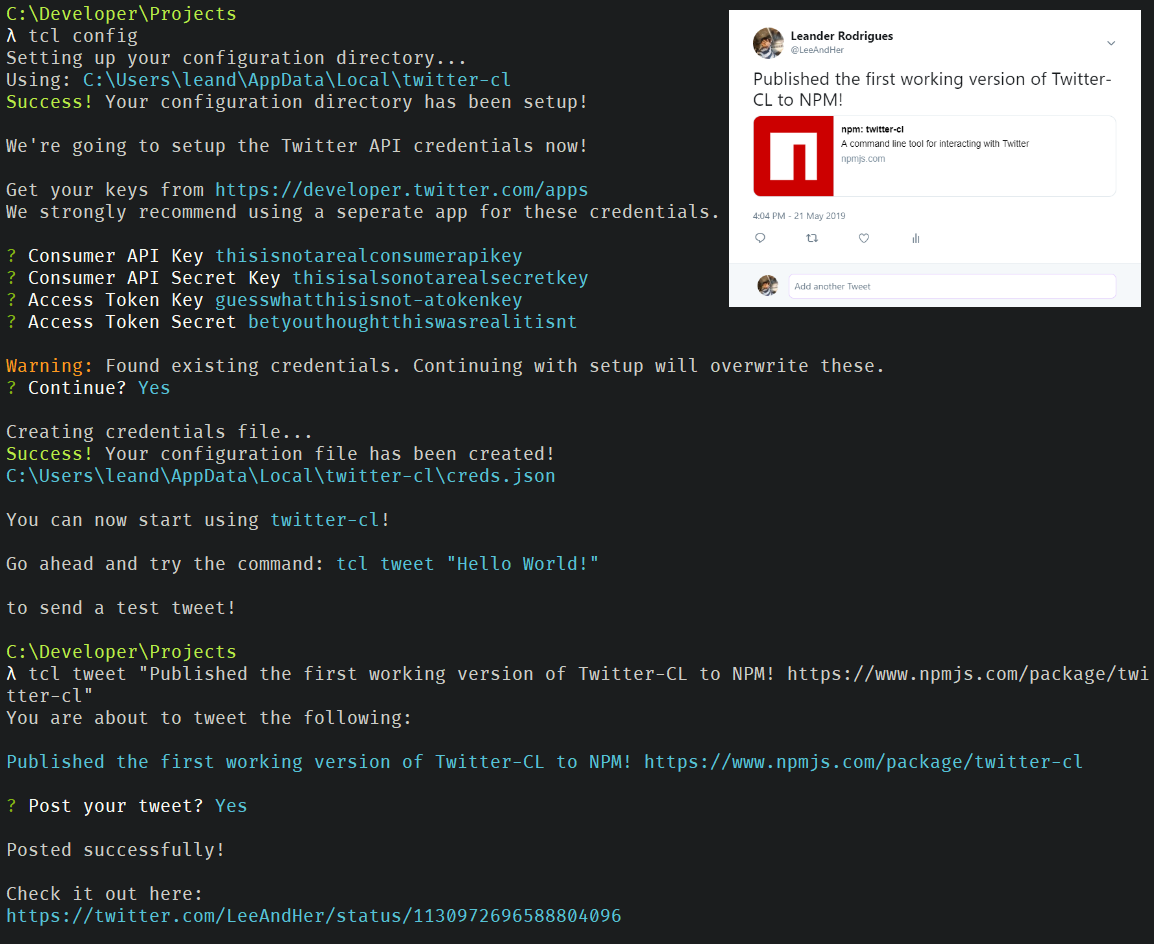 C:\Developer\Projects
λ tcl config
Setting up your configuration directory...
Using: C:\Users\leand\AppData\Local\twitter-cl
Success! Your configuration directory has been setup!
We're going to setup the Twitter API credentials now!
Get your keys from https://developer.twitter.com/apps
We strongly recommend using a seperate app for these credentials.
? Consumer API Key thisisnotarealconsumerapikey
? Consumer API Secret Key thisisalsonotarealsecretkey
? Access Token Key guesswhatthisisnot-atokenkey
? Access Token Secret betyouthoughtthiswasrealitisnt
Warning: Found existing credentials. Continuing with setup will overwrite these.
? Continue? Yes
Creating credentials file...
Success! Your configuration file has been created!
C:\Users\leand\AppData\Local\twitter-cl\creds.json
You can now start using twitter-cl!
Go ahead and try the command: tcl tweet "Hello World!"
to send a test tweet!
C:\Developer\Projects
λ tcl tweet "Published the first working version of Twitter-CL to NPM! https://www.npmjs.com/package/twi
tter-cl"
You are about to tweet the following:
Published the first working version of Twitter-CL to NPM! https://www.npmjs.com/package/twitter-cl
? Post your tweet? Yes
Posted successfully!
Check it out here:
https://twitter.com/LeeAndHer/status/1130972696588804096
Leander Rodrigues
@LeeAndHer
Published the first working version of Twitter-
CL to NPM!
npm: twitter-cl
A command line tool for interacting with Twitter
npmjs.com
4:04 PM - 21 May 2019
Add another Tweet